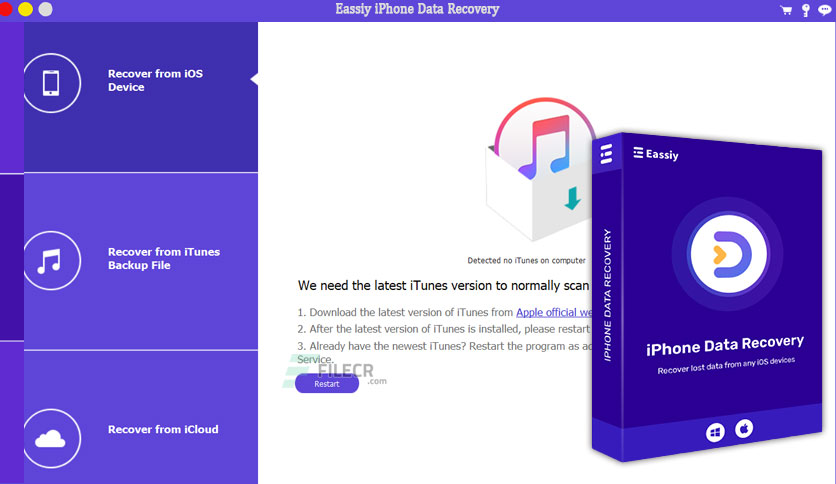 Eassiy iPhone Data Recovery
Recover from iOS
Device
Recover from iTunes
Backup File
Recover from iCloud
Detected no iTunes on computer
We need the latest iTunes version to normally scan
1. Download the latest version of iTunes from Apple official we
2. After the latest version of iTunes is installed, please restart
3. Already have the newest iTunes? Restart the program as ad
Service.
Restart
FILECR
.com
Eassiy
IPHONE DATA RECOVERY
iPhone Data Recovery
Recover lost data from any iOS devices